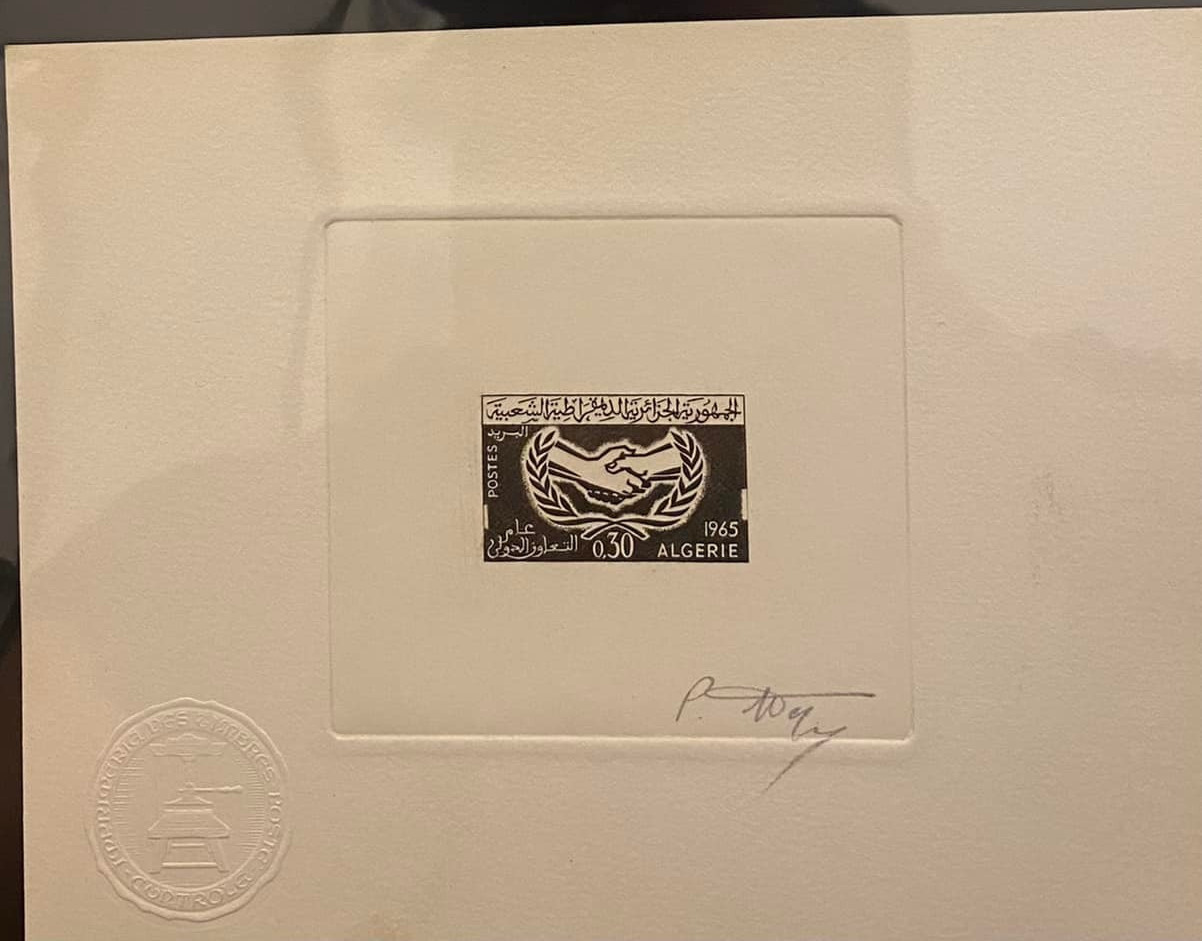 الجمهورية الجزائرية الديمقراطية الشعبية
البريد
POSTES
عام
التعاون الدولي
0,30
1965
ALGERIE
P.
IMPRIMERIE DES TIMBRES POSTE
CONTROLE